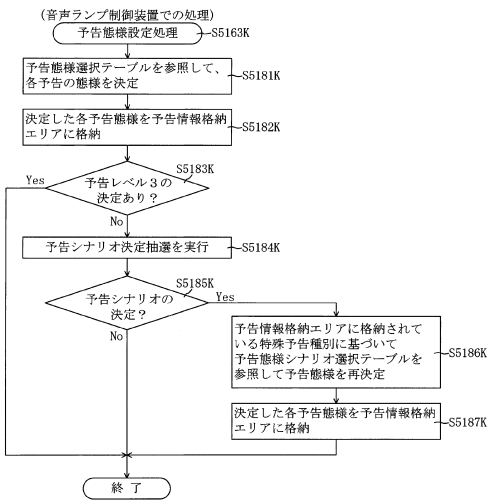 (音声ランプ制御装置での処理)
予告態様設定処理
S5163K
予告態様選択テーブルを参照して、
各予告の態様を決定
S5181K
決定した各予告態様を予告情報格納
エリアに格納
S5182K
S5183K
Yes
予告レベル3の
決定あり?
No
予告シナリオ決定抽選を実行
S5184K
S5185K
予告シナリオの
決定?
Yes
No
予告情報格納エリアに格納されて
いる特殊予告種別に基づいて
予告態様シナリオ選択テーブルを
参照して予告態様を再決定
S5186K
決定した各予告態様を予告情報格納
エリアに格納
S5187K
終了